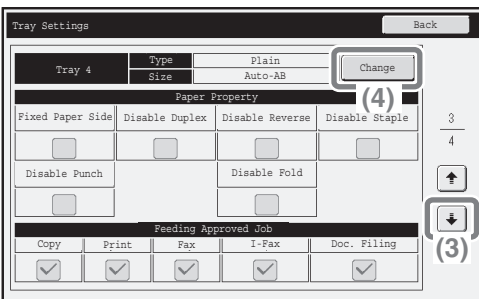 Tray Settings Back
Tray 4 Type Plain Change
Size Auto-AB
(4)
Paper Property
Fixed Paper Side Disable Duplex Disable Reverse Disable Staple
3
4
Disable Punch Disable Fold
(3)
Feeding Approved Job
Copy Print Fax I-Fax Doc. Filing